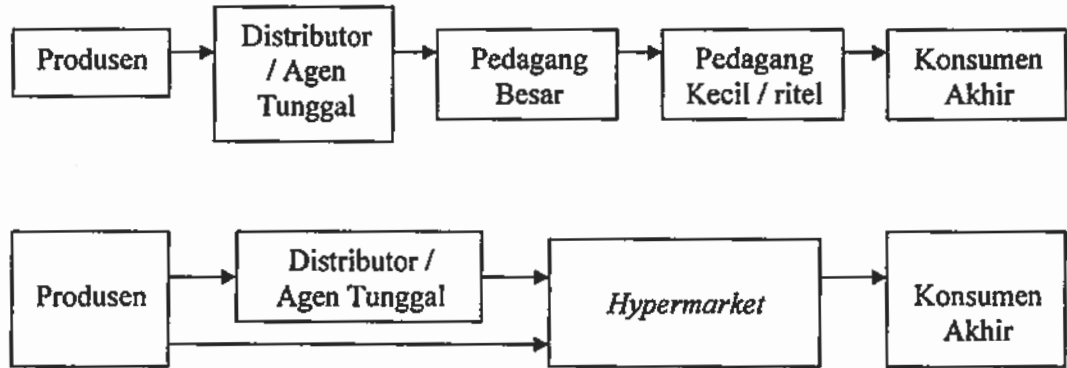 Produsen
Distributor
/ Agen
Tunggal
Pedagang
Besar
Pedagang
Kecil / ritel
Konsumen
Akhir
Produsen
Distributor /
Agen Tunggal
Hypermarket
Konsumen
Akhir